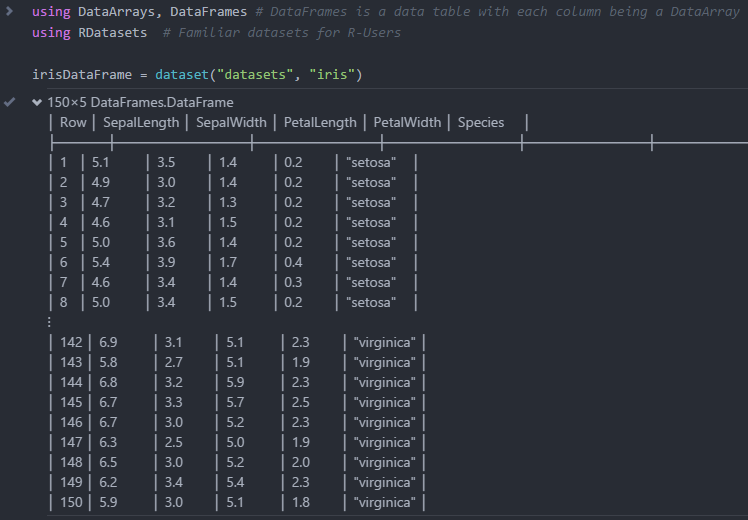 using DataArrays, DataFrames # DataFrames is a data table with each column being a DataArray
using RDatasets  # Familiar datasets for R-Users
irisDataFrame = dataset("datasets", "iris")
150×5 DataFrames.DataFrame
│ Row │ SepalLength │ SepalWidth │ PetalLength │ PetalWidth │ Species │
├─────┼─────────────┼────────────┼─────────────┼────────────┼─────────
│ 1 │ 5.1 │ 3.5 │ 1.4 │ 0.2 │ "setosa" │
│ 2 │ 4.9 │ 3.0 │ 1.4 │ 0.2 │ "setosa" │
│ 3 │ 4.7 │ 3.2 │ 1.3 │ 0.2 │ "setosa" │
│ 4 │ 4.6 │ 3.1 │ 1.5 │ 0.2 │ "setosa" │
│ 5 │ 5.0 │ 3.6 │ 1.4 │ 0.2 │ "setosa" │
│ 6 │ 5.4 │ 3.9 │ 1.7 │ 0.4 │ "setosa" │
│ 7 │ 4.6 │ 3.4 │ 1.4 │ 0.3 │ "setosa" │
│ 8 │ 5.0 │ 3.4 │ 1.5 │ 0.2 │ "setosa" │
⋮
│ 142 │ 6.9 │ 3.1 │ 5.1 │ 2.3 │ "virginica" │
│ 143 │ 5.8 │ 2.7 │ 5.1 │ 1.9 │ "virginica" │
│ 144 │ 6.8 │ 3.2 │ 5.9 │ 2.3 │ "virginica" │
│ 145 │ 6.7 │ 3.3 │ 5.7 │ 2.5 │ "virginica" │
│ 146 │ 6.7 │ 3.0 │ 5.2 │ 2.3 │ "virginica" │
│ 147 │ 6.3 │ 2.5 │ 5.0 │ 1.9 │ "virginica" │
│ 148 │ 6.5 │ 3.0 │ 5.2 │ 2.0 │ "virginica" │
│ 149 │ 6.2 │ 3.4 │ 5.4 │ 2.3 │ "virginica" │
│ 150 │ 5.9 │ 3.0 │ 5.1 │ 1.8 │ "virginica" │